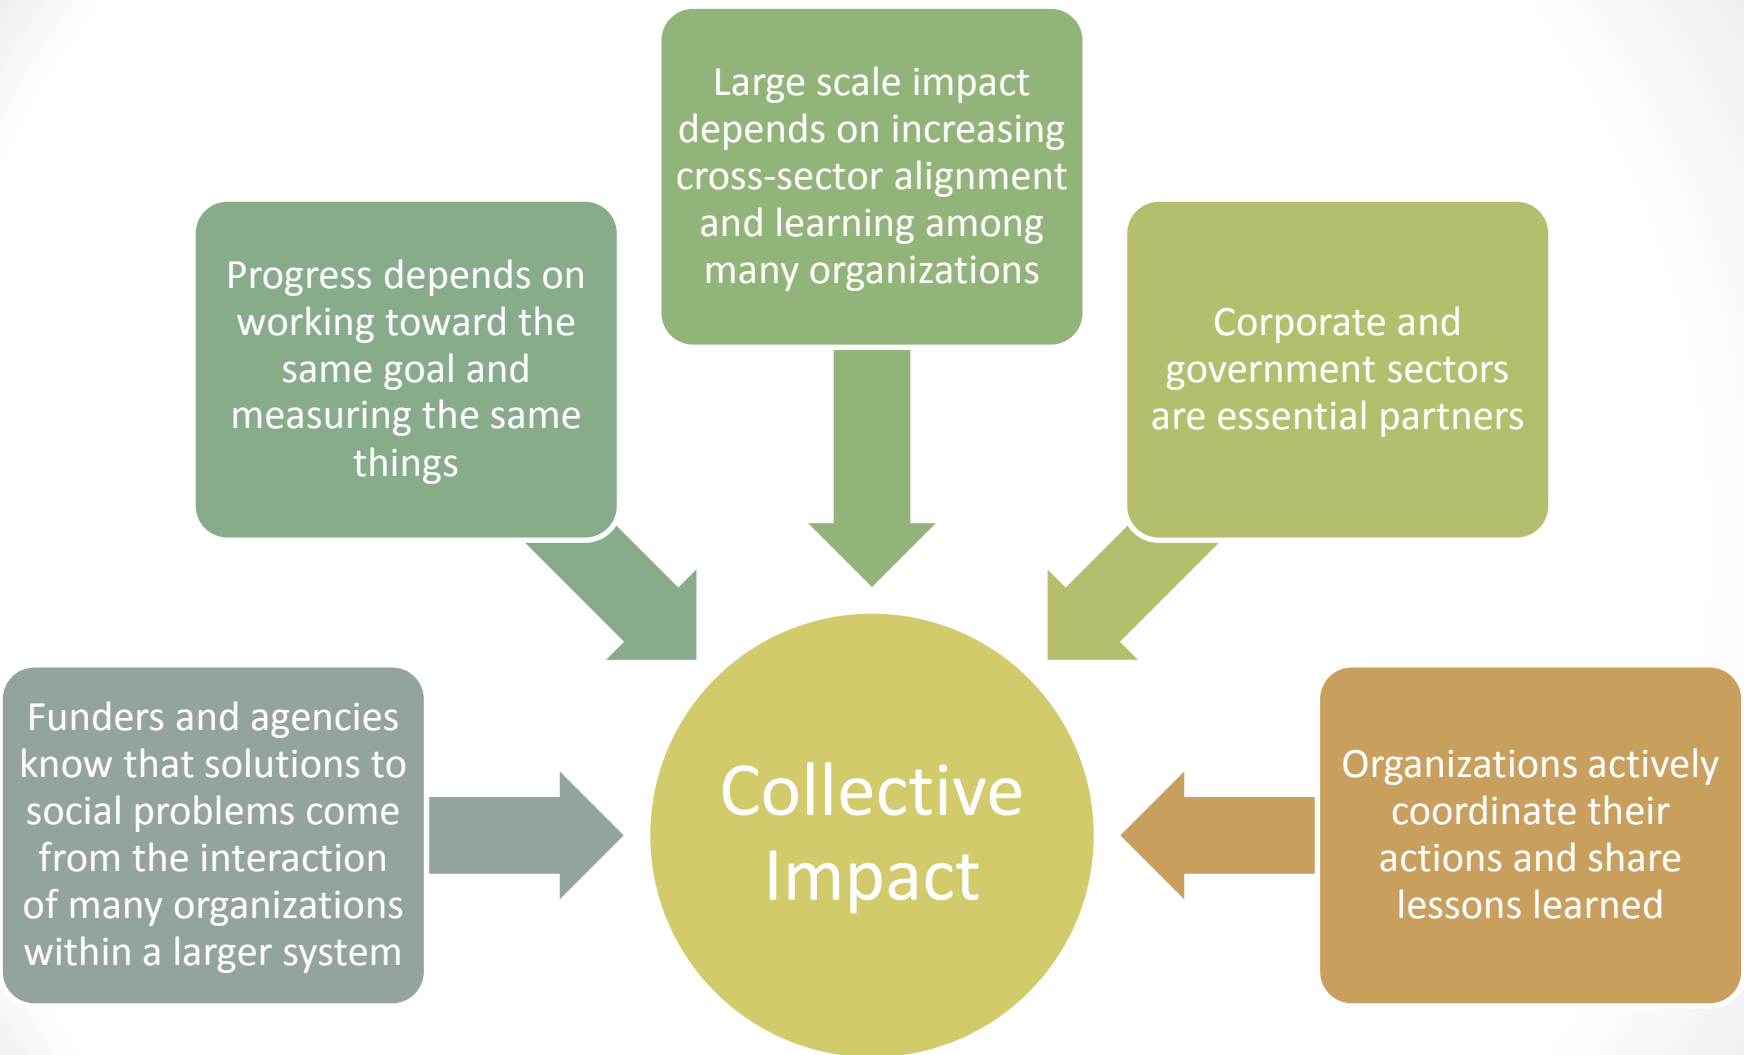 Large scale impact
depends on increasing
cross-sector alignment
and learning among
many organizations
Progress depends on
working toward the
same goal and
measuring the same
things
Corporate and
government sectors
are essential partners
Funders and agencies
know that solutions to
social problems come
from the interaction
of many organizations
within a larger system
Collective
Impact
Organizations actively
coordinate their
actions and share
lessons learned